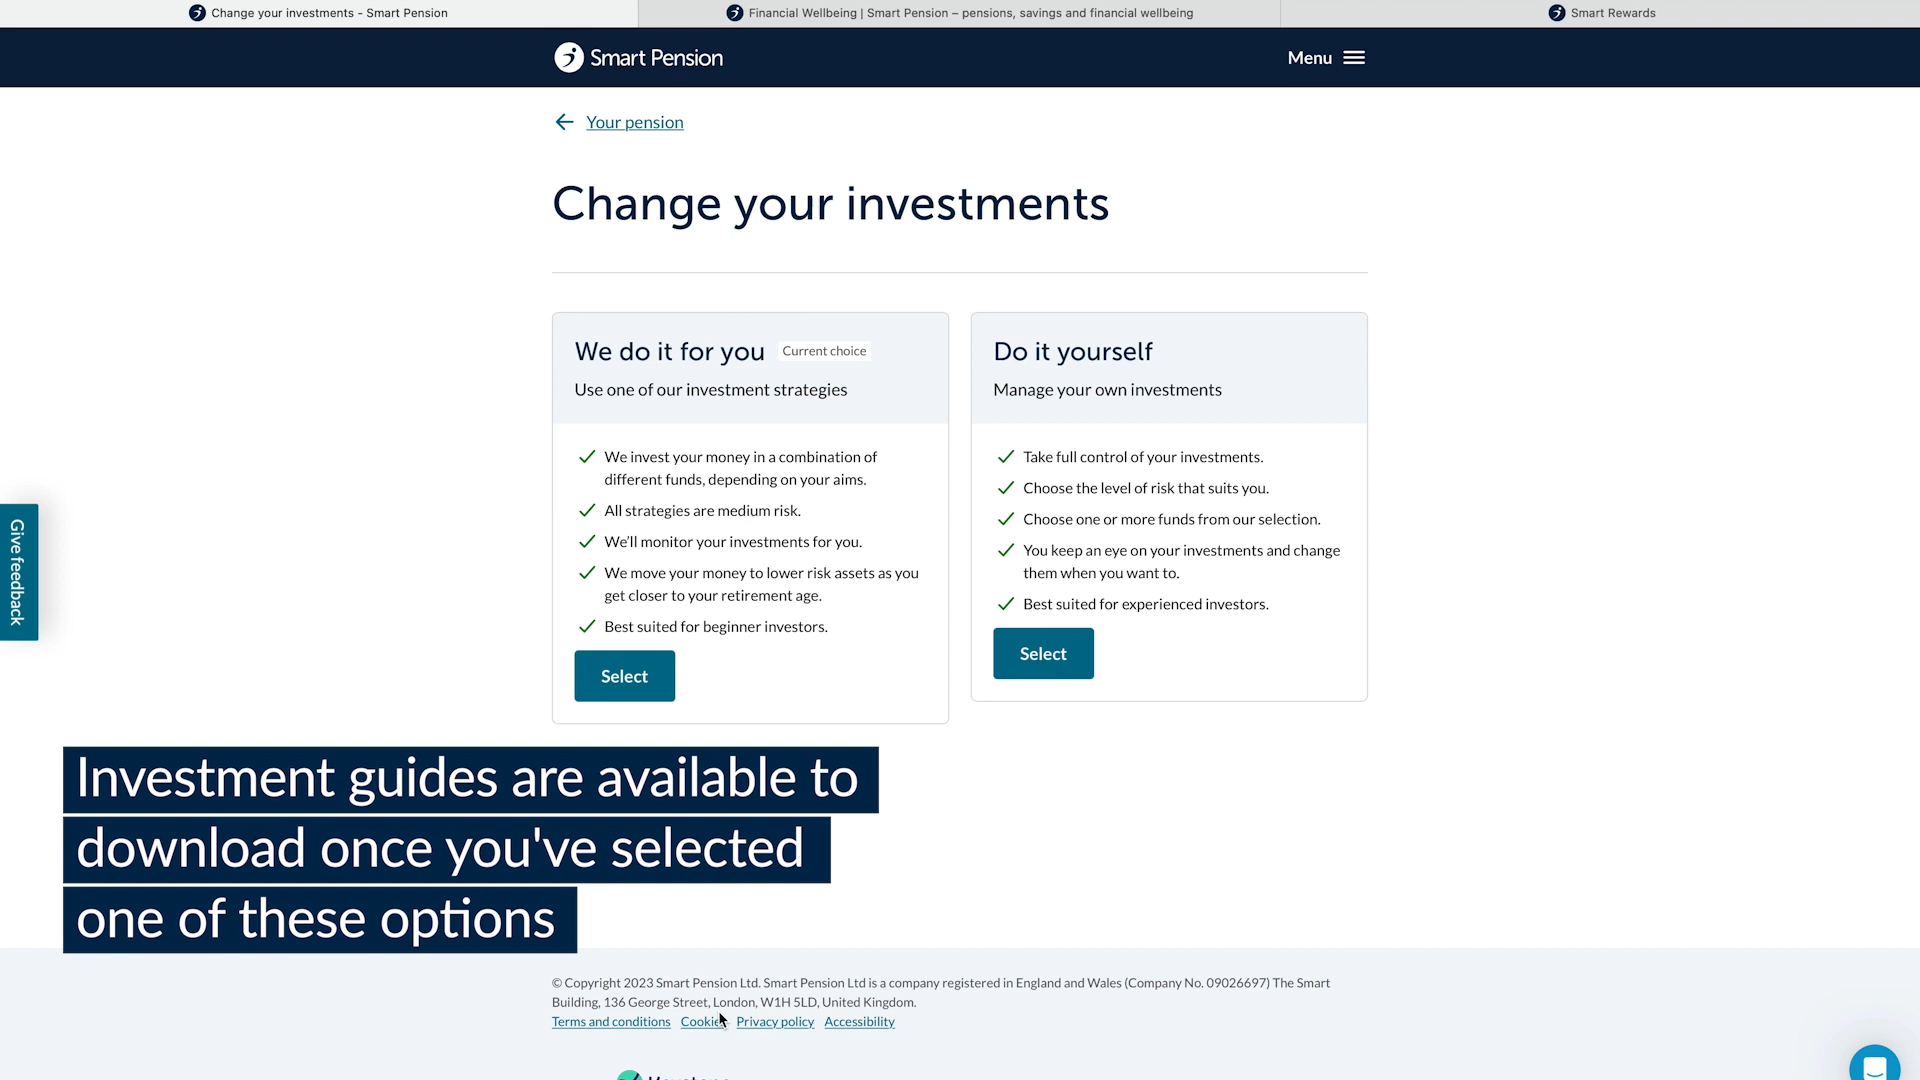 Change your investments - Smart Pension
Financial Wellbeing | Smart Pension – pensions, savings and financial wellbeing
Smart Rewards
Smart Pension
Menu
Your pension
Change your investments
We do it for you
Current choice
Use one of our investment strategies
We invest your money in a combination of
different funds, depending on your aims.
All strategies are medium risk.
We'll monitor your investments for you.
We move your money to lower risk assets as you
get closer to your retirement age.
Best suited for beginner investors.
Select
Do it yourself
Manage your own investments
Take full control of your investments.
Choose the level of risk that suits you.
Choose one or more funds from our selection.
You keep an eye on your investments and change
them when you want to.
Best suited for experienced investors.
Select
Give feedback
Investment guides are available to
download once you've selected
one of these options
© Copyright 2023 Smart Pension Ltd. Smart Pension Ltd is a company registered in England and Wales (Company No. 09026697) The Smart
Building, 136 George Street, London, W1H 5LD, United Kingdom.
Terms and conditions Privacy policy Accessibility